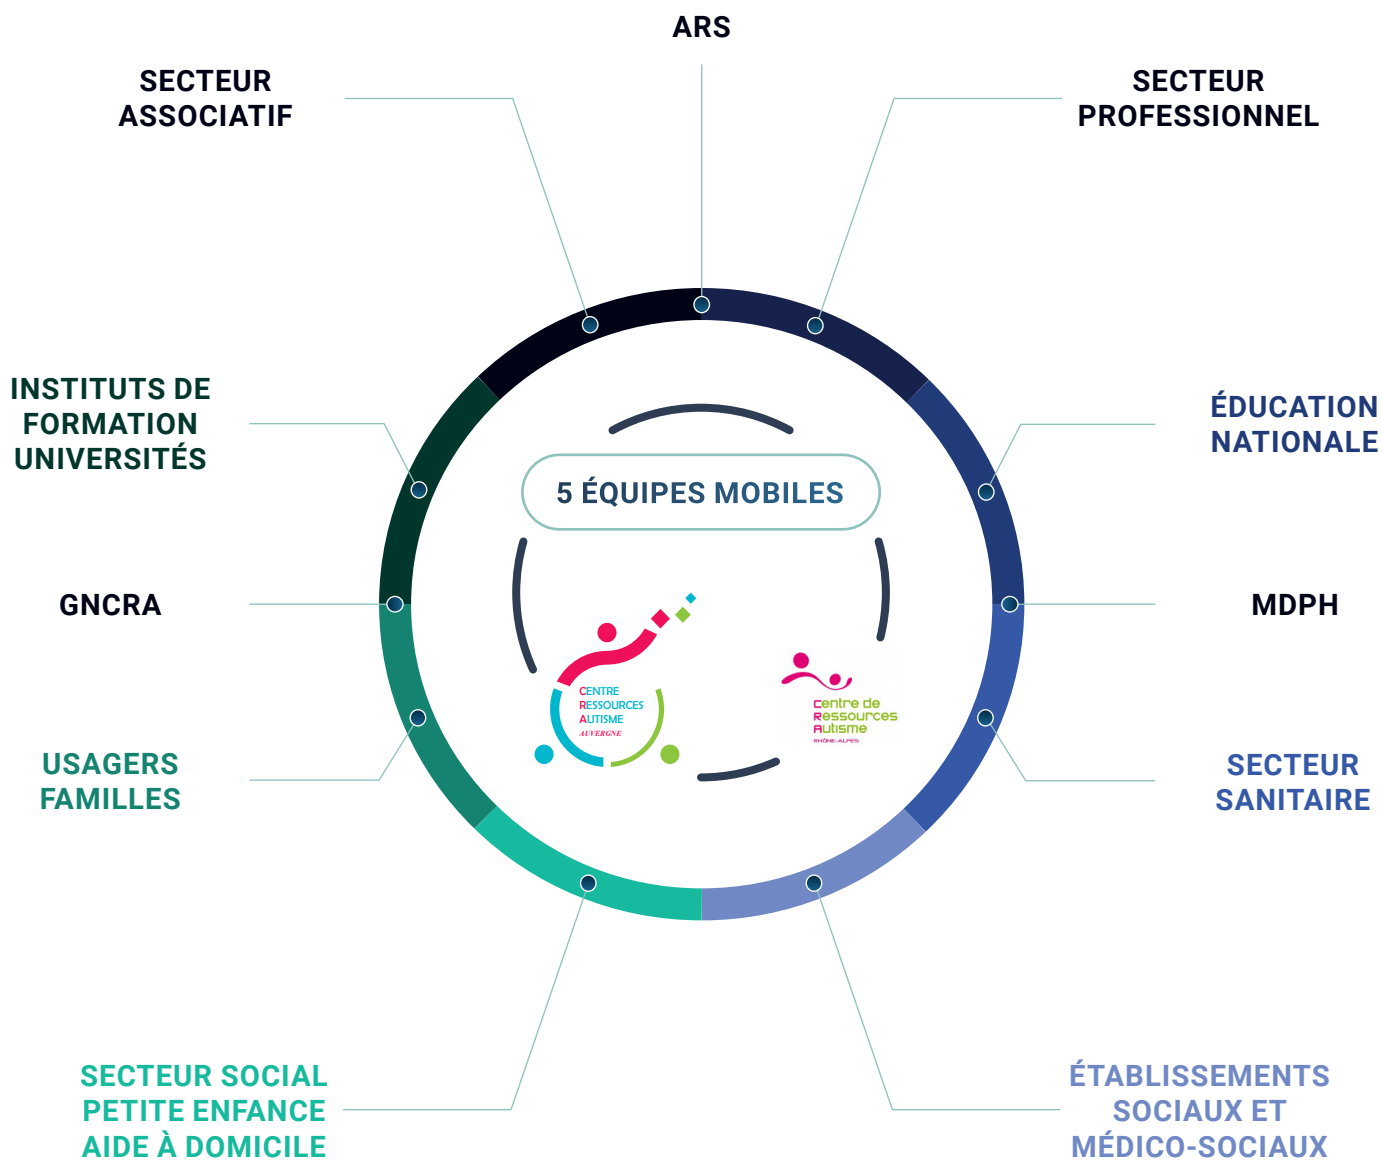 ARS
SECTEUR
ASSOCIATIF
SECTEUR
PROFESSIONNEL
INSTITUTS DE
FORMATION
UNIVERSITÉS
ÉDUCATION
NATIONALE
5 ÉQUIPES MOBILES
GNCRA
MDPH
CENTRE
RESSOURCES
AUTISME
AUVERGNE
Centre de
Ressources
Autisme
RHÔNE-ALPES
USAGERS
FAMILLES
SECTEUR
SANITAIRE
SECTEUR SOCIAL
PETITE ENFANCE
AIDE À DOMICILE
ÉTABLISSEMENTS
SOCIAUX ET
MÉDICO-SOCIAUX